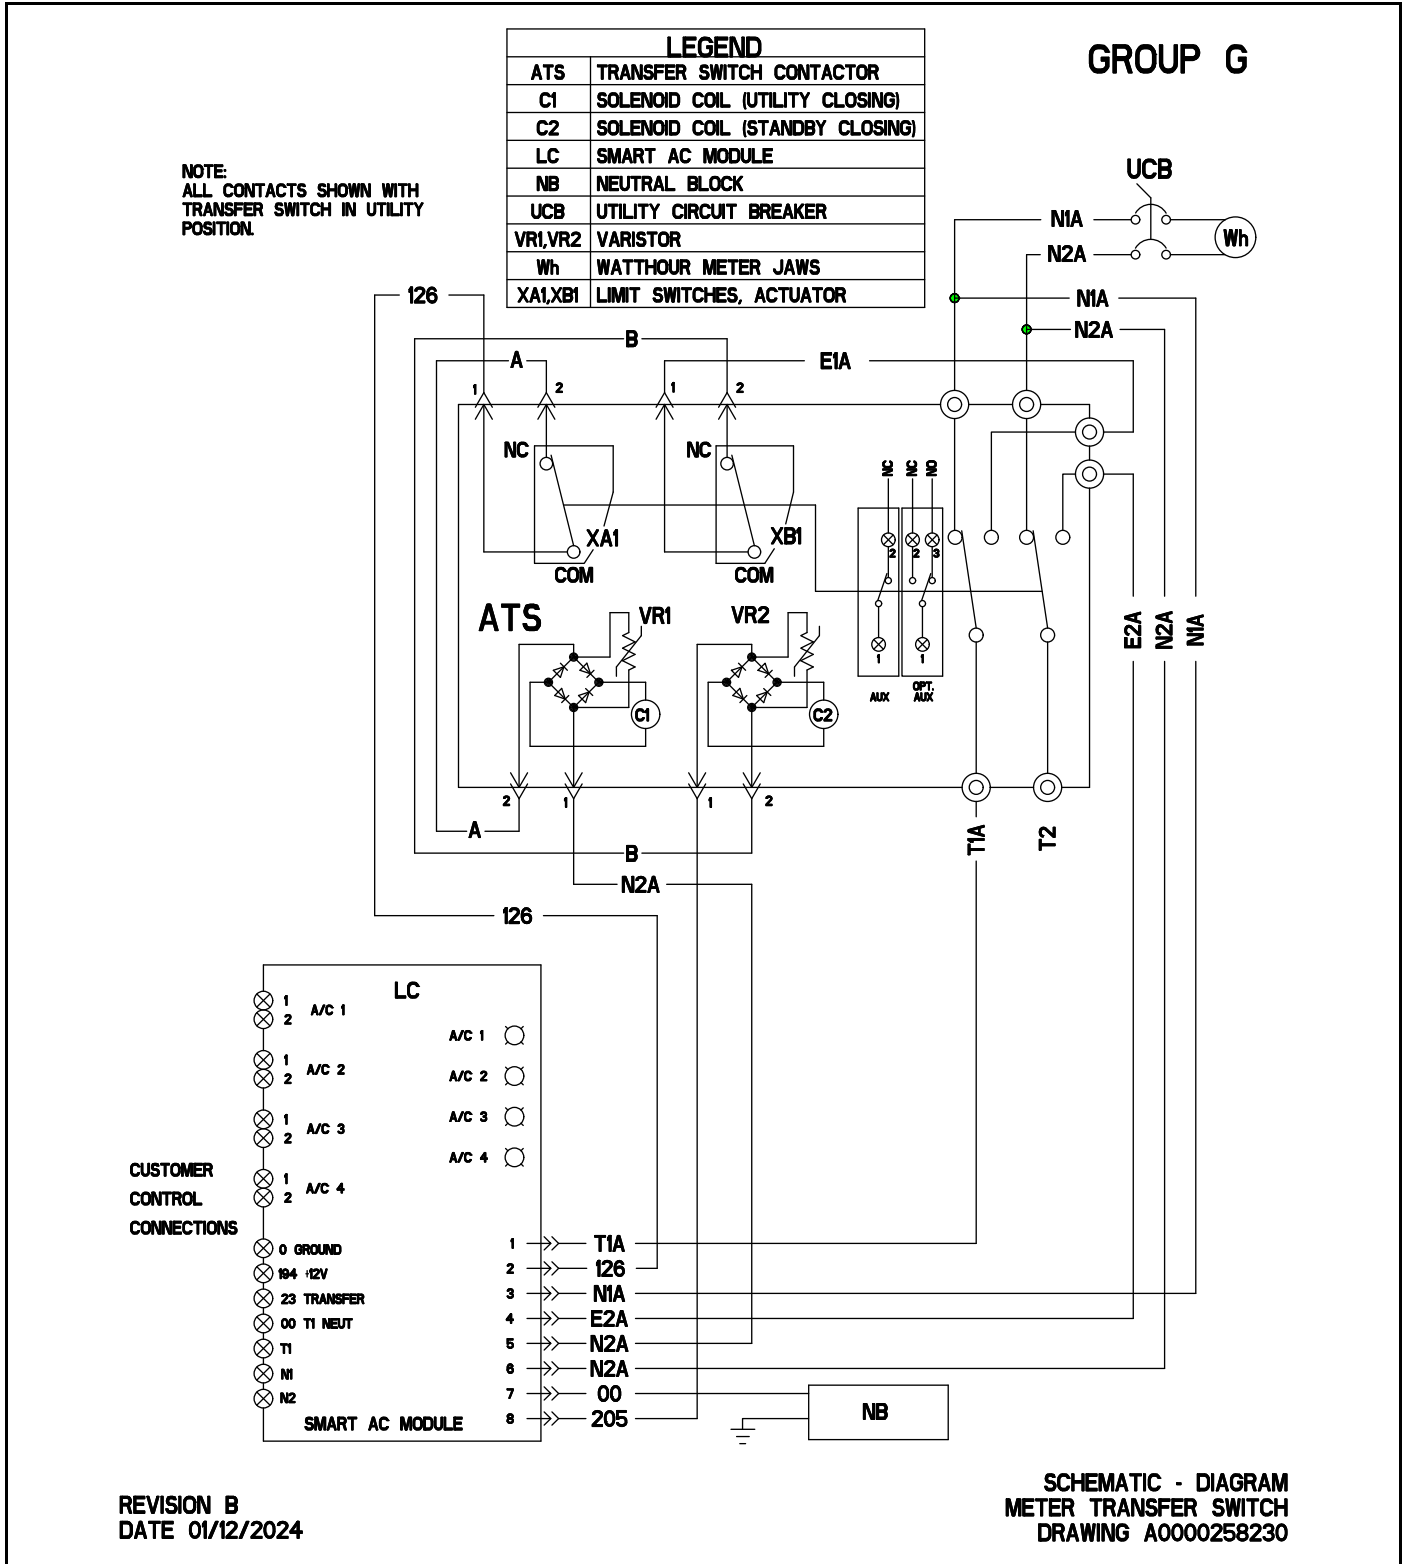 GROUP G
LEGEND
ATS TRANSFER SWITCH CONTACTOR
C1 SOLENOID COIL (UTILITY CLOSING)
C2 SOLENOID COIL (STANDBY CLOSING)
LC SMART AC MODULE
NB NEUTRAL BLOCK
UCB UTILITY CIRCUIT BREAKER
VR1,VR2 VARISTOR
Wh WATTHOUR METER JAWS
XA1,XB1 LIMIT SWITCHES, ACTUATOR
NOTE:
ALL CONTACTS SHOWN WITH
TRANSFER SWITCH IN UTILITY
POSITION.
UCB
N1A
Wh
N2A
126
N1A
N2A
B
A
E1A
1
2
1
2
NC
NC
NC
NC
NO
XA1
XB1
COM
COM
2
2
3
ATS
VR1
VR2
E2A
N2A
N1A
1
1
AUX
OPT.
AUX
C1
C2
2
1
1
2
A
B
T1A
T2
N2A
126
LC
1
2
A/C 1
A/C 1
1
2
A/C 2
A/C 2
1
2
A/C 3
A/C 3
1
2
A/C 4
A/C 4
CUSTOMER
CONTROL
CONNECTIONS
0 GROUND
194 +12V
23 TRANSFER
00 T1 NEUT
T1
N1
N2
1 T1A
2 126
3 N1A
4 E2A
5 N2A
6 N2A
7 00
8 205
NB
SMART AC MODULE
REVISION B
DATE 01/12/2024
SCHEMATIC - DIAGRAM
METER TRANSFER SWITCH
DRAWING A0000258230